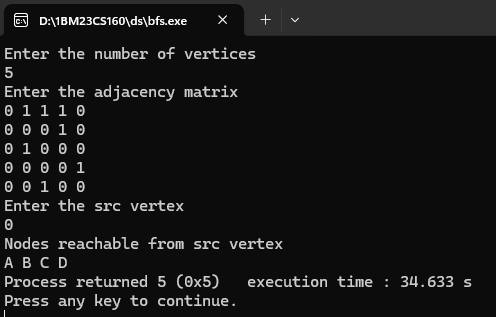 D:\1BM23CS160\ds\bfs.exe
Enter the number of vertices
5
Enter the adjacency matrix
0 1 1 1 0
0 0 0 1 0
0 1 0 0 0
0 0 0 0 1
0 0 1 0 0
Enter the src vertex
0
Nodes reachable from src vertex
A B C D
Process returned 5 (0x5)   execution time : 34.633 s
Press any key to continue.